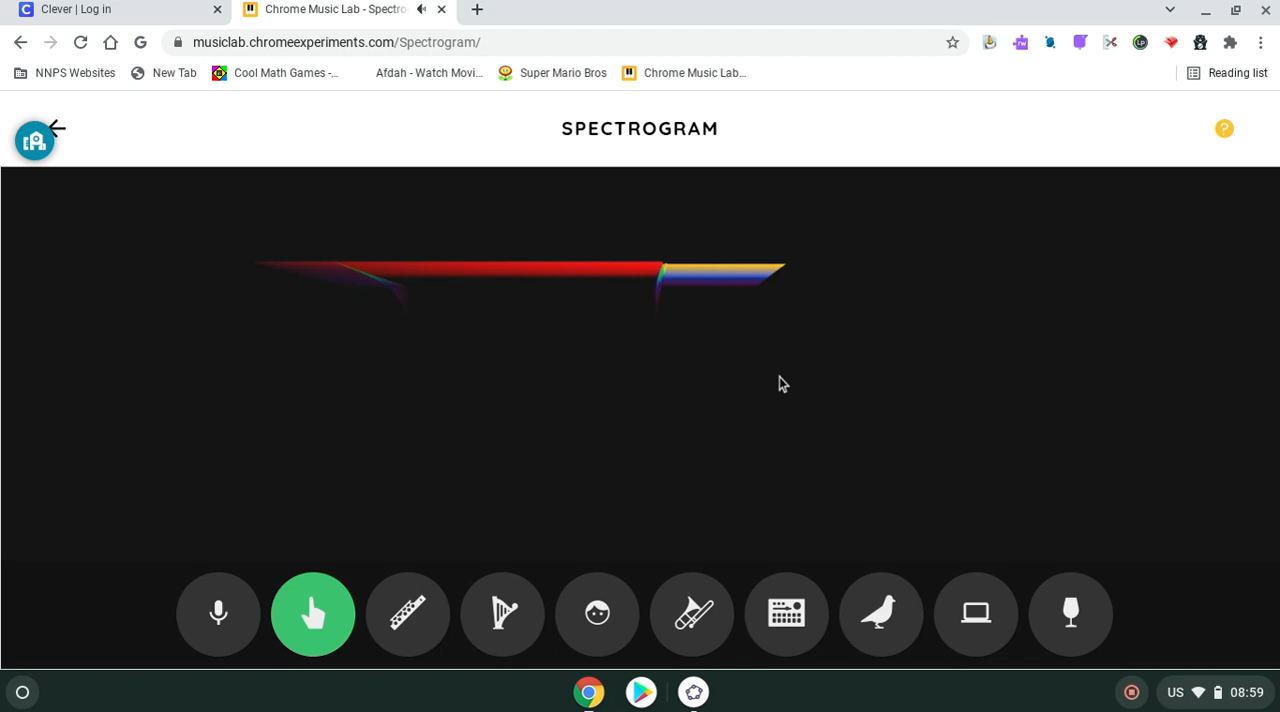 Clever | Log in
Chrome Music Lab - Spectro
musiclab.chromeexperiments.com/Spectrogram/
NNPS Websites
New Tab
Cool Math Games -...
Afdah - Watch Movi...
Super Mario Bros
Chrome Music Lab...
Reading list
SPECTROGRAM
?
US
08:59